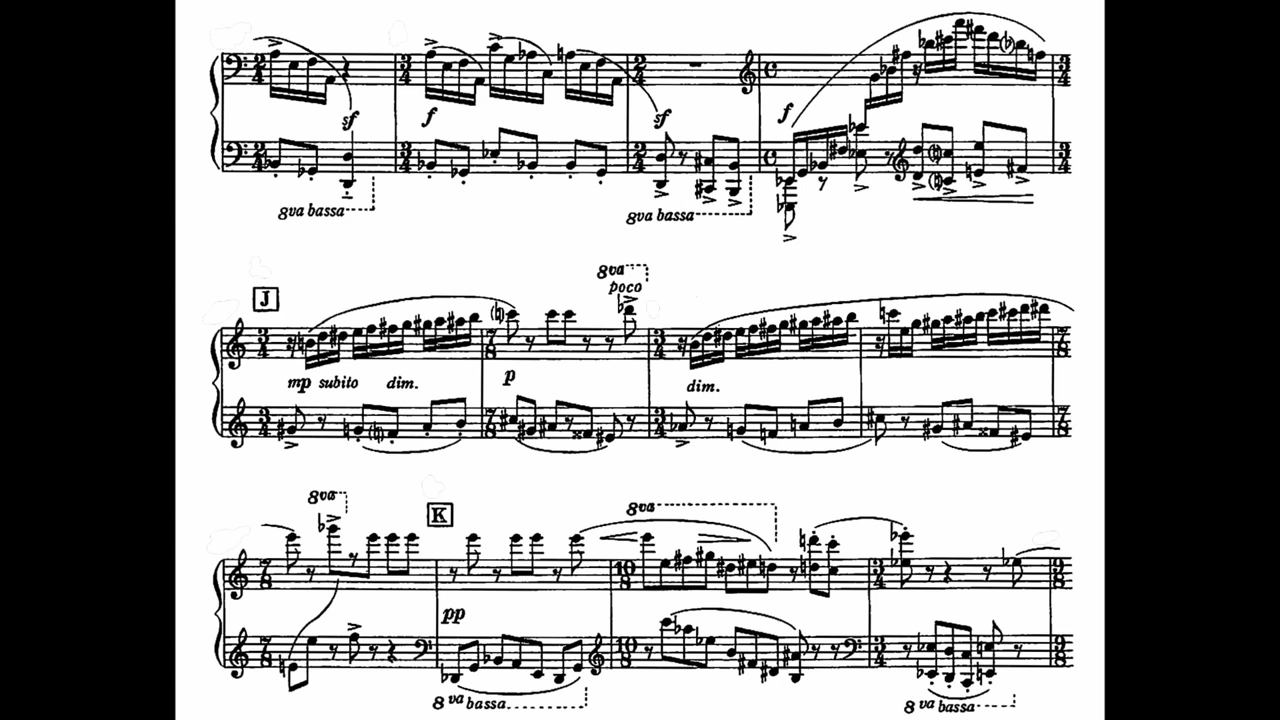 sf f sf f
8va bassa 8va bassa
8va
J poco
mp subito dim. p dim.
8va 8va
K
pp
8va bassa 8va bassa